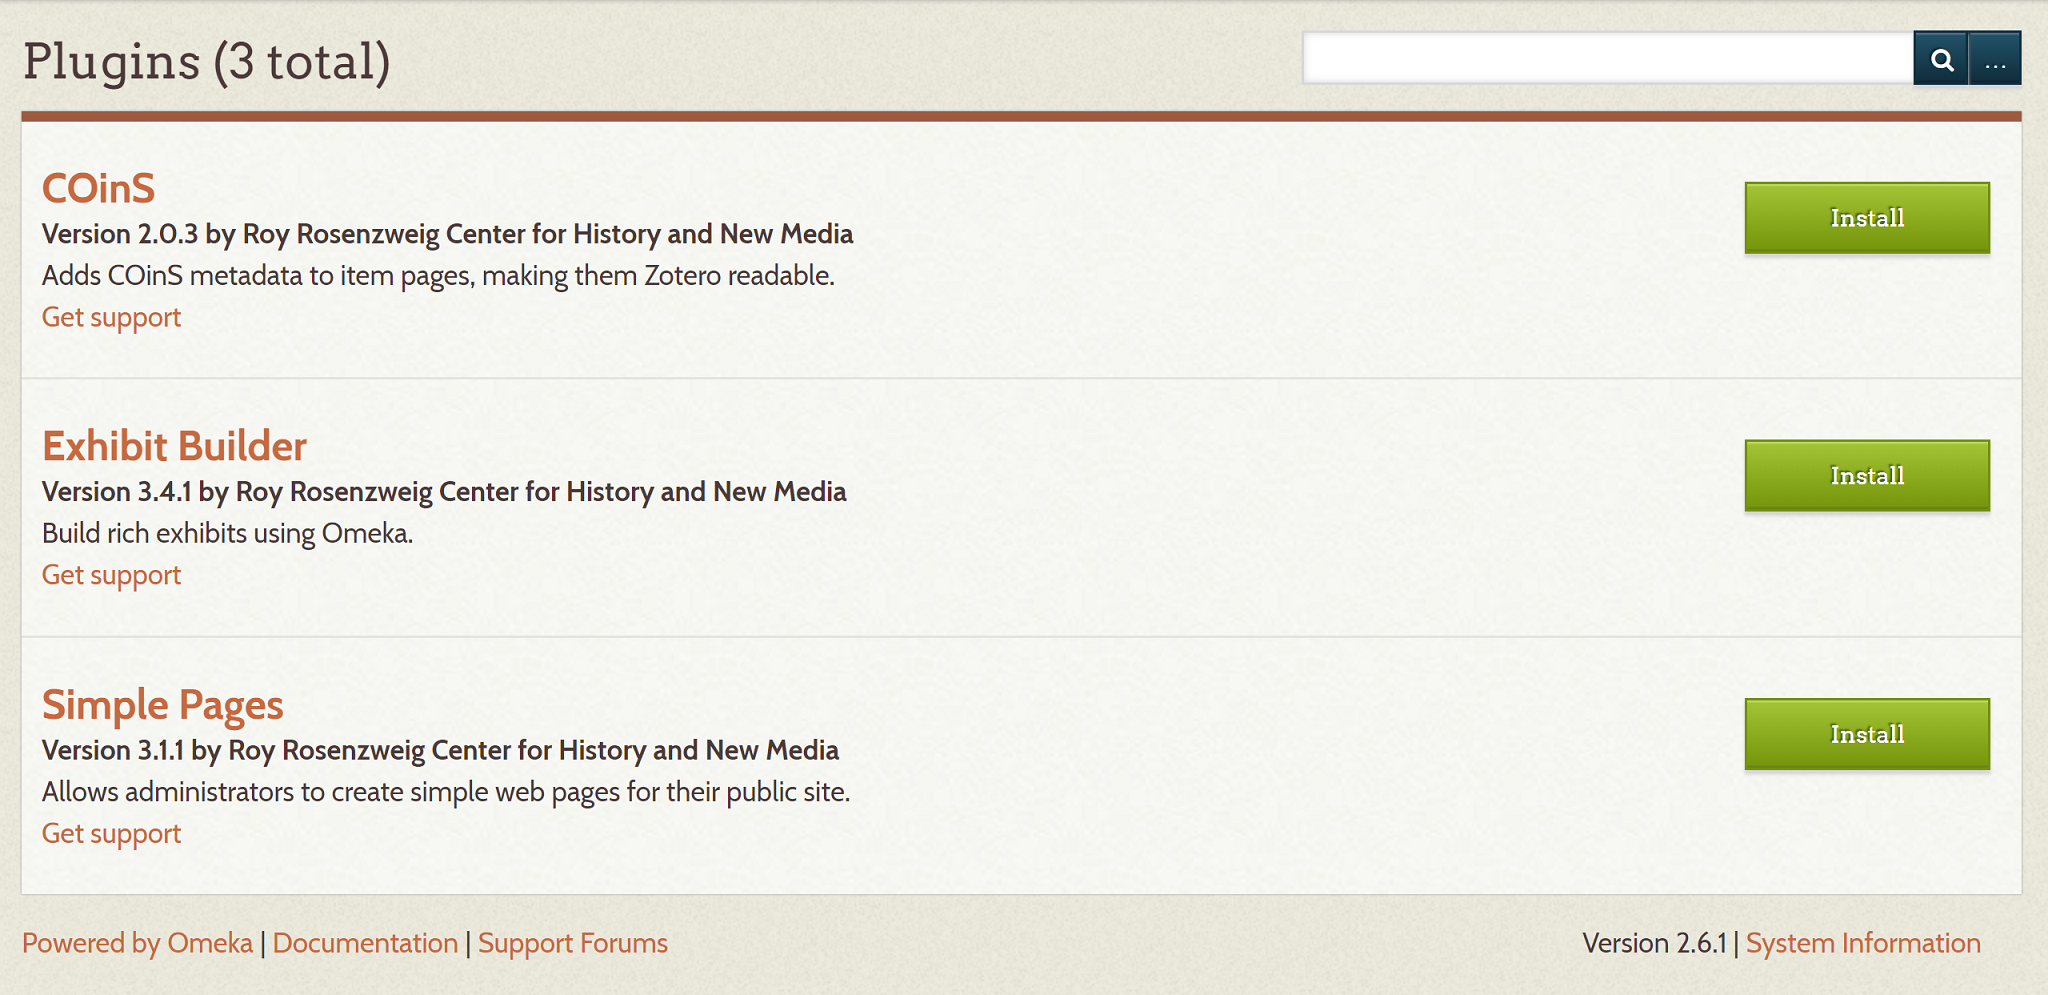 Plugins (3 total)
...
COinS
Version 2.0.3 by Roy Rosenzweig Center for History and New Media
Adds COinS metadata to item pages, making them Zotero readable.
Get support
Install
Exhibit Builder
Version 3.4.1 by Roy Rosenzweig Center for History and New Media
Build rich exhibits using Omeka.
Get support
Install
Simple Pages
Version 3.1.1 by Roy Rosenzweig Center for History and New Media
Allows administrators to create simple web pages for their public site.
Get support
Install
Powered by Omeka | Documentation | Support Forums
Version 2.6.1 | System Information